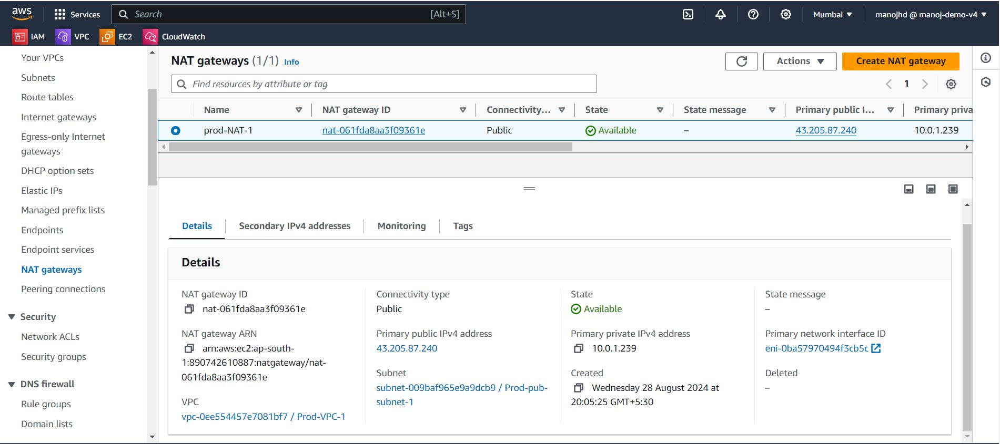 aws Services Search [Alt+S] Mumbai manojhd @ manoj-demo-v4
IAM VPC EC2 CloudWatch
Your VPCs
Subnets
Route tables
Internet gateways
Egress-only Internet
gateways
DHCP option sets
Elastic IPs
Managed prefix lists
Endpoints
Endpoint services
NAT gateways
Peering connections
Security
Network ACLs
Security groups
DNS firewall
Rule groups
Domain lists
NAT gateways (1/1) Info
Actions
Create NAT gateway
Find resources by attribute or tag
1
Name NAT gateway ID Connectivity... State State message Primary public I... Primary priva
prod-NAT-1 nat-061fda8aa3f09361e Public Available – 43.205.87.240 10.0.1.239
Details Secondary IPv4 addresses Monitoring Tags
Details
NAT gateway ID
nat-061fda8aa3f09361e
NAT gateway ARN
arn:aws:ec2:ap-south-
1:890742610887:natgateway/nat-
061fda8aa3f09361e
VPC
vpc-0ee554457e7081bf7 / Prod-VPC-1
Connectivity type
Public
Primary public IPv4 address
43.205.87.240
Subnet
subnet-009baf965e9a9dcb9 / Prod-pub-
subnet-1
State
Available
Primary private IPv4 address
10.0.1.239
Created
Wednesday 28 August 2024 at
20:05:25 GMT+5:30
State message
–
Primary network interface ID
eni-0ba57970494f3cb5c
Deleted
–